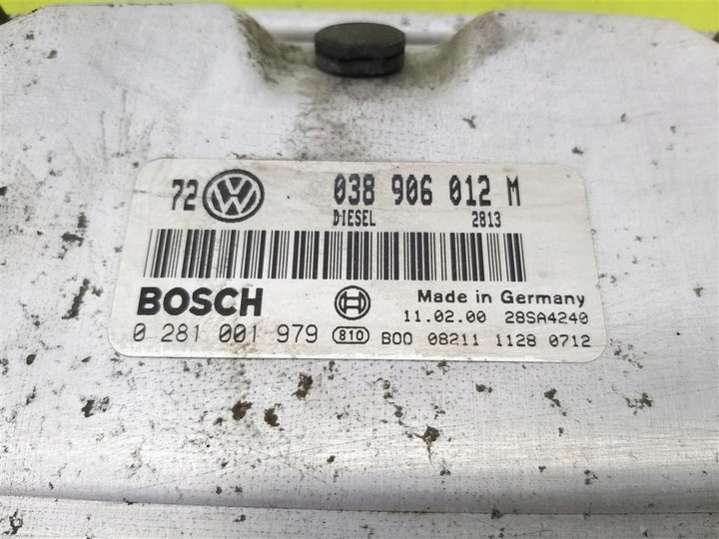 72 VW 038 906 012 M
DIESEL 2813
BOSCH Made in Germany
11.02.00 28SA4240
0 281 001 979 810 B00 08211 1128 0712